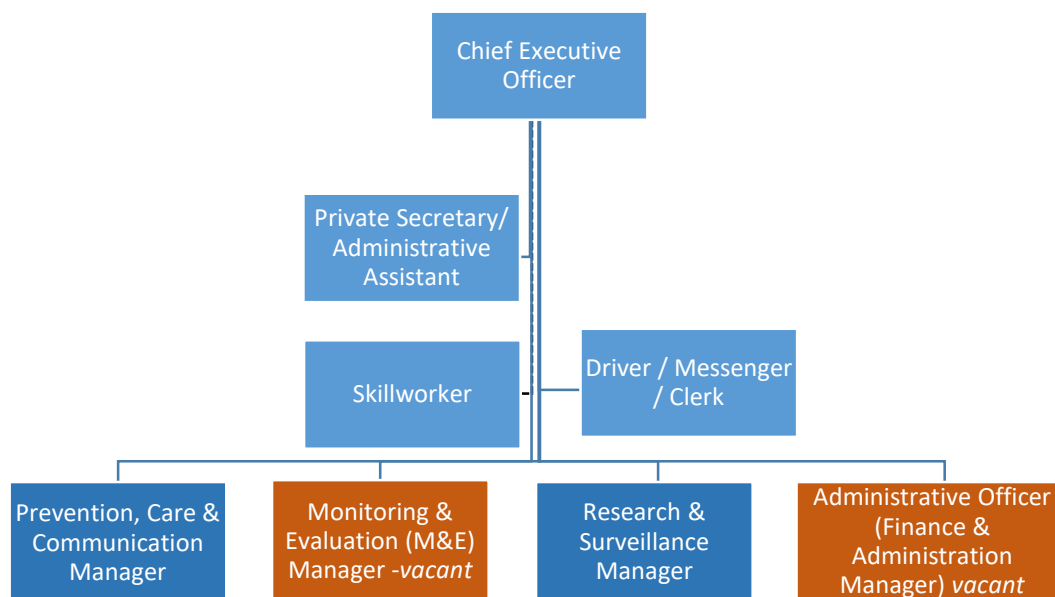 Chief Executive
Officer
Private Secretary/
Administrative
Assistant
Skillworker
Driver / Messenger
/ Clerk
Prevention, Care &
Communication
Manager
Monitoring &
Evaluation (M&E)
Manager -vacant
Research &
Surveillance
Manager
Administrative Officer
(Finance &
Administration
Manager) vacant